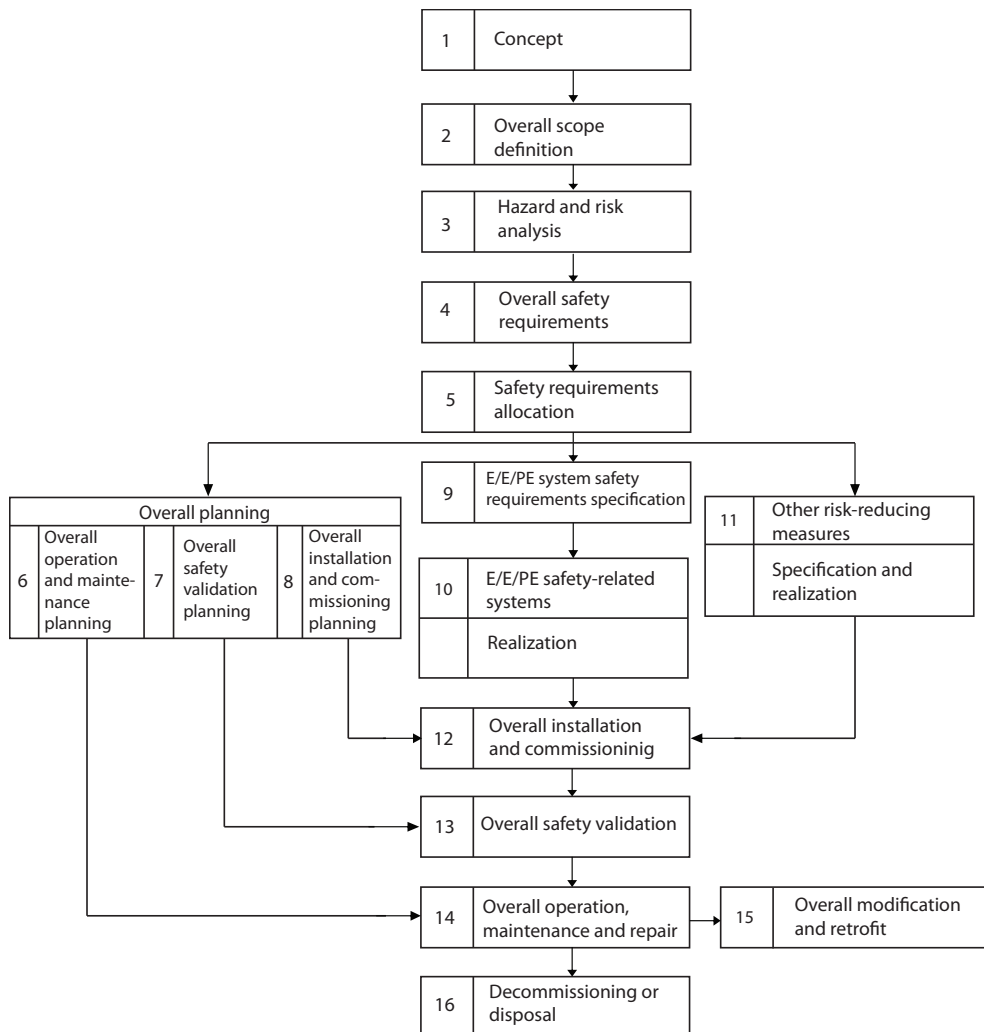 1
Concept
2
Overall scope
definition
3
Hazard and risk
analysis
4
Overall safety
requirements
5
Safety requirements
allocation
Overall planning
6
Overall
operation
and mainte-
nance
planning
7
Overall
safety
validation
planning
8
Overall
installation
and com-
missioning
planning
9
E/E/PE system safety
requirements specification
10
E/E/PE safety-related
systems
Realization
11
Other risk-reducing
measures
Specification and
realization
12
Overall installation
and commissioninig
13
Overall safety validation
14
Overall operation,
maintenance and repair
15
Overall modification
and retrofit
16
Decommissioning or
disposal